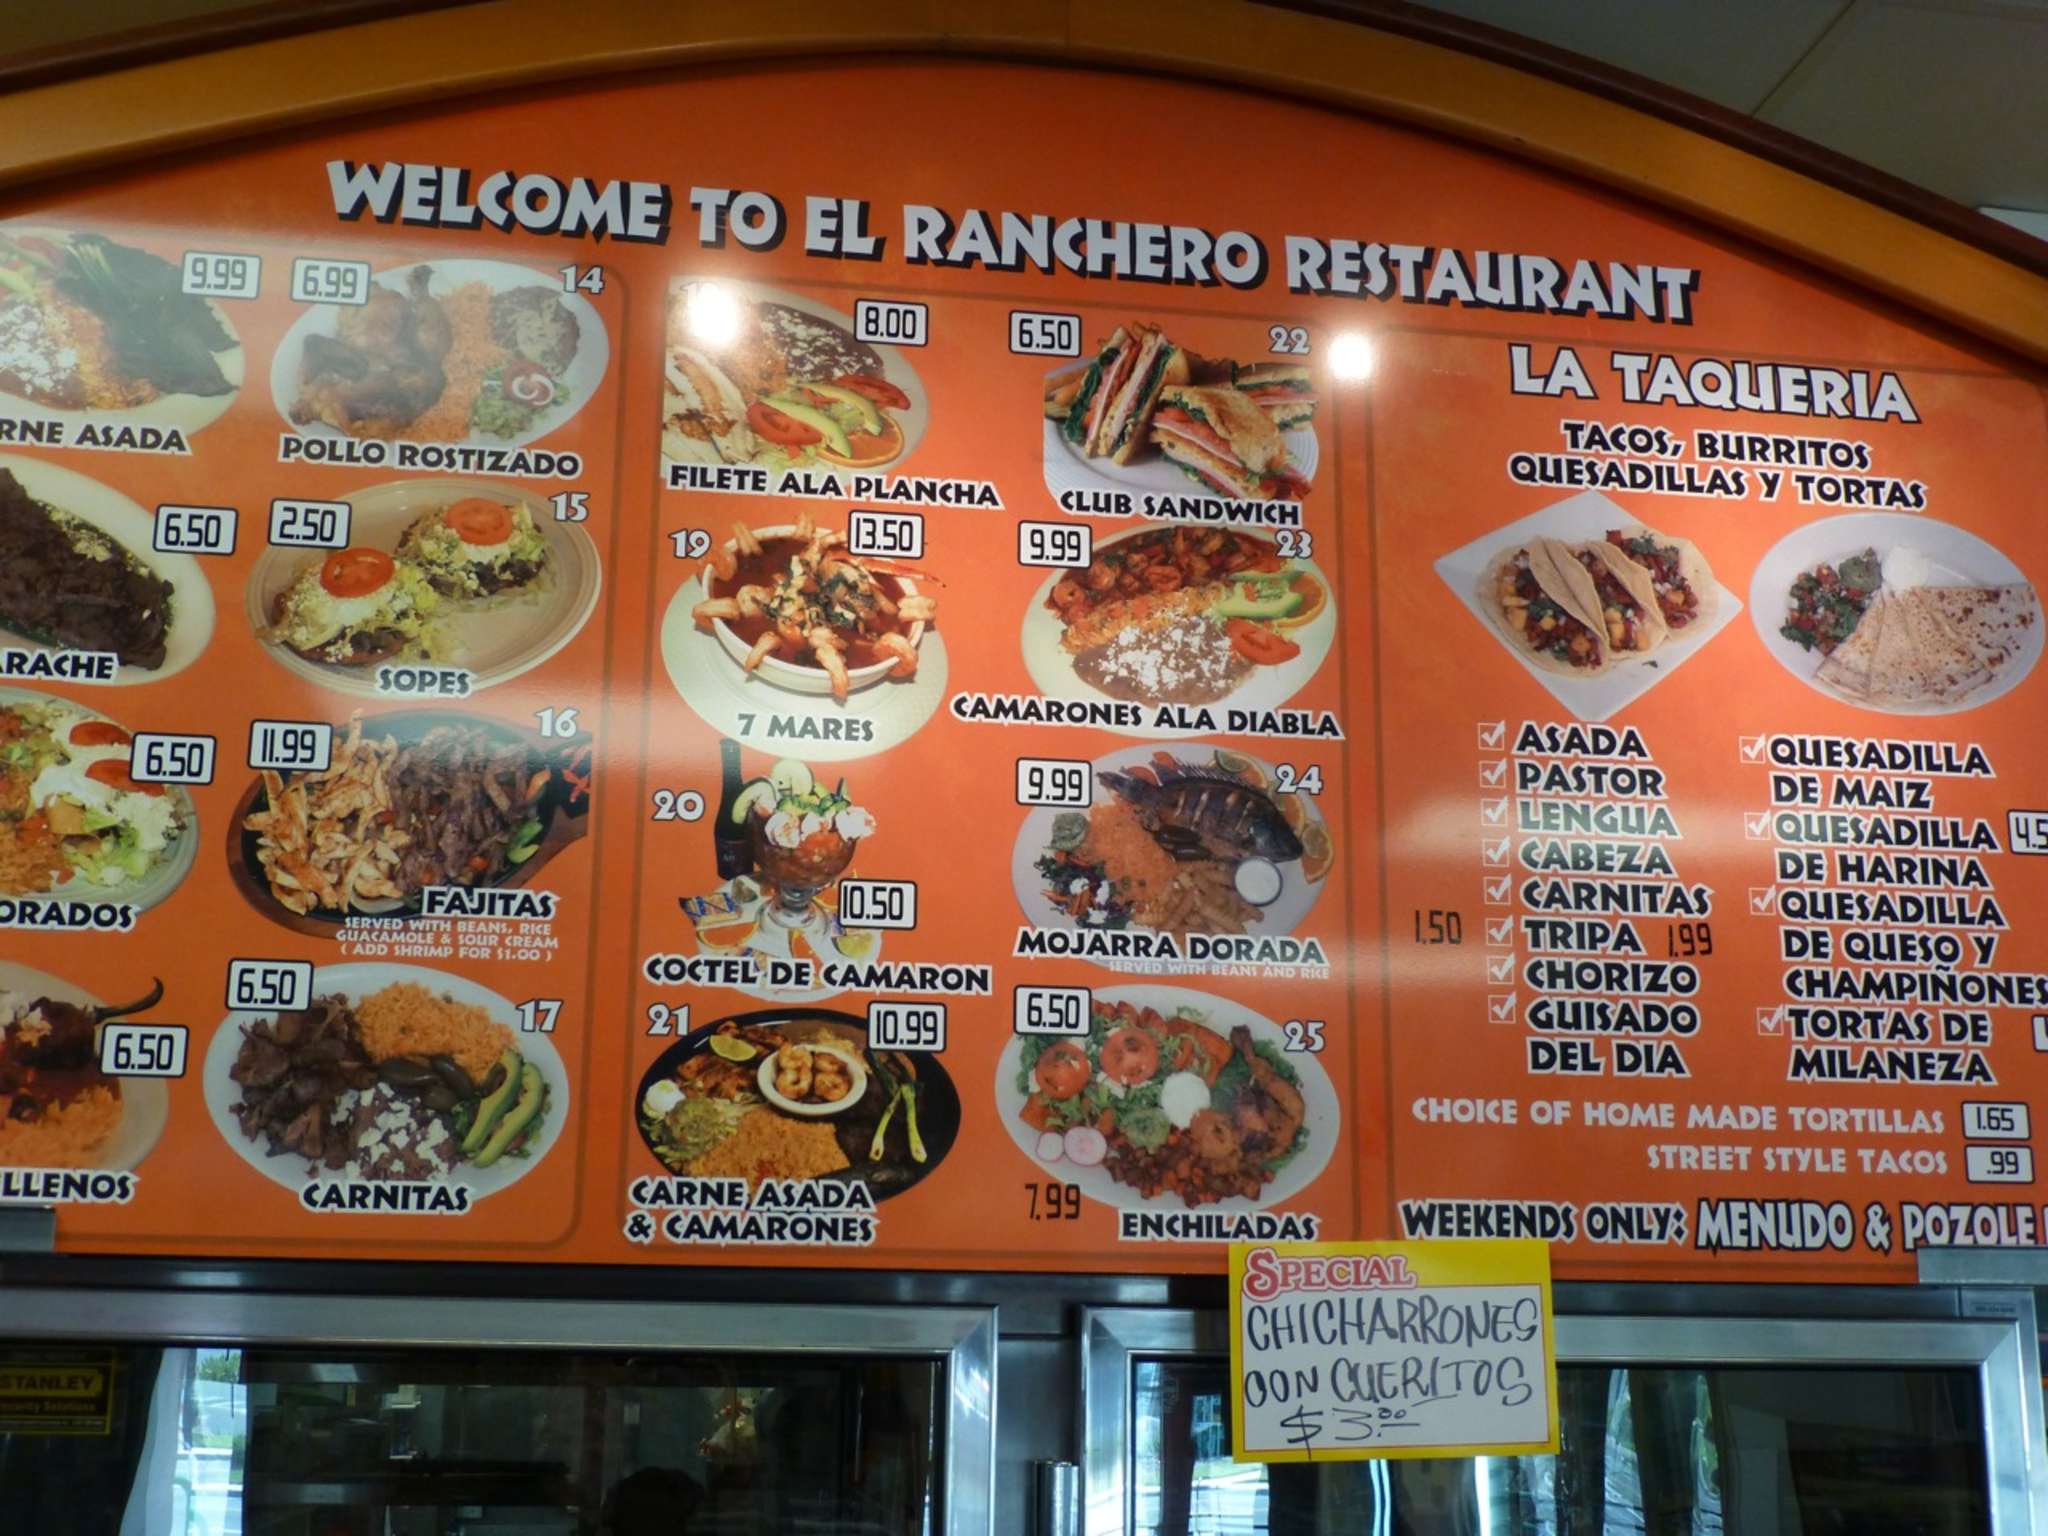 WELCOME TO EL RANCHERO RESTAURANT
9.99
RNE ASADA
6.50
ARACHE
6.50
ORADOS
6.50
LLENOS
6.99
14
POLLO ROSTIZADO
2.50
15
SOPES
11.99
16
FAJITAS
SERVED WITH BEANS, RICE
GUACAMOLE & SOUR CREAM
( ADD SHRIMP FOR $1.00 )
6.50
17
CARNITAS
8.00
FILETE ALA PLANCHA
19
13.50
7 MARES
20
10.50
COCTEL DE CAMARON
21
10.99
CARNE ASADA
& CAMARONES
6.50
22
CLUB SANDWICH
9.99
23
CAMARONES ALA DIABLA
9.99
24
MOJARRA DORADA
SERVED WITH BEANS AND RICE
6.50
25
7.99
ENCHILADAS
LA TAQUERIA
TACOS, BURRITOS
QUESADILLAS Y TORTAS
ASADA
PASTOR
LENGUA
CABEZA
CARNITAS
1.50 TRIPA 1.99
CHORIZO
GUISADO
DEL DIA
QUESADILLA
DE MAIZ
QUESADILLA 4.5
DE HARINA
QUESADILLA
DE QUESO Y
CHAMPIÑONES
TORTAS DE
MILANEZA
CHOICE OF HOME MADE TORTILLAS 1.65
STREET STYLE TACOS .99
WEEKENDS ONLY: MENUDO & POZOLE
SPECIAL
CHICHARRONES
CON CUERITOS
$3.00
STANLEY
Security Solutions